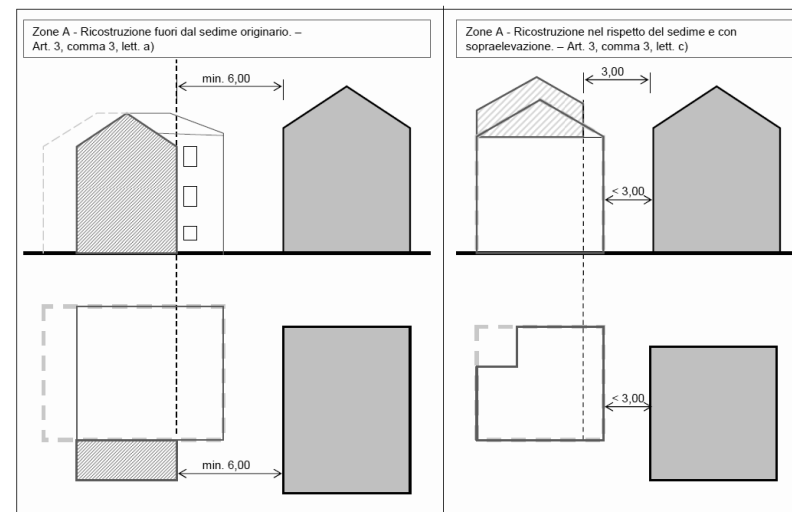 Zone A - Ricostruzione fuori dal sedime originario. –
Art. 3, comma 3, lett. a)
min. 6,00
min. 6,00
Zone A - Ricostruzione nel rispetto del sedime e con
sopraelevazione. – Art. 3, comma 3, lett. c)
3,00
< 3,00
< 3,00